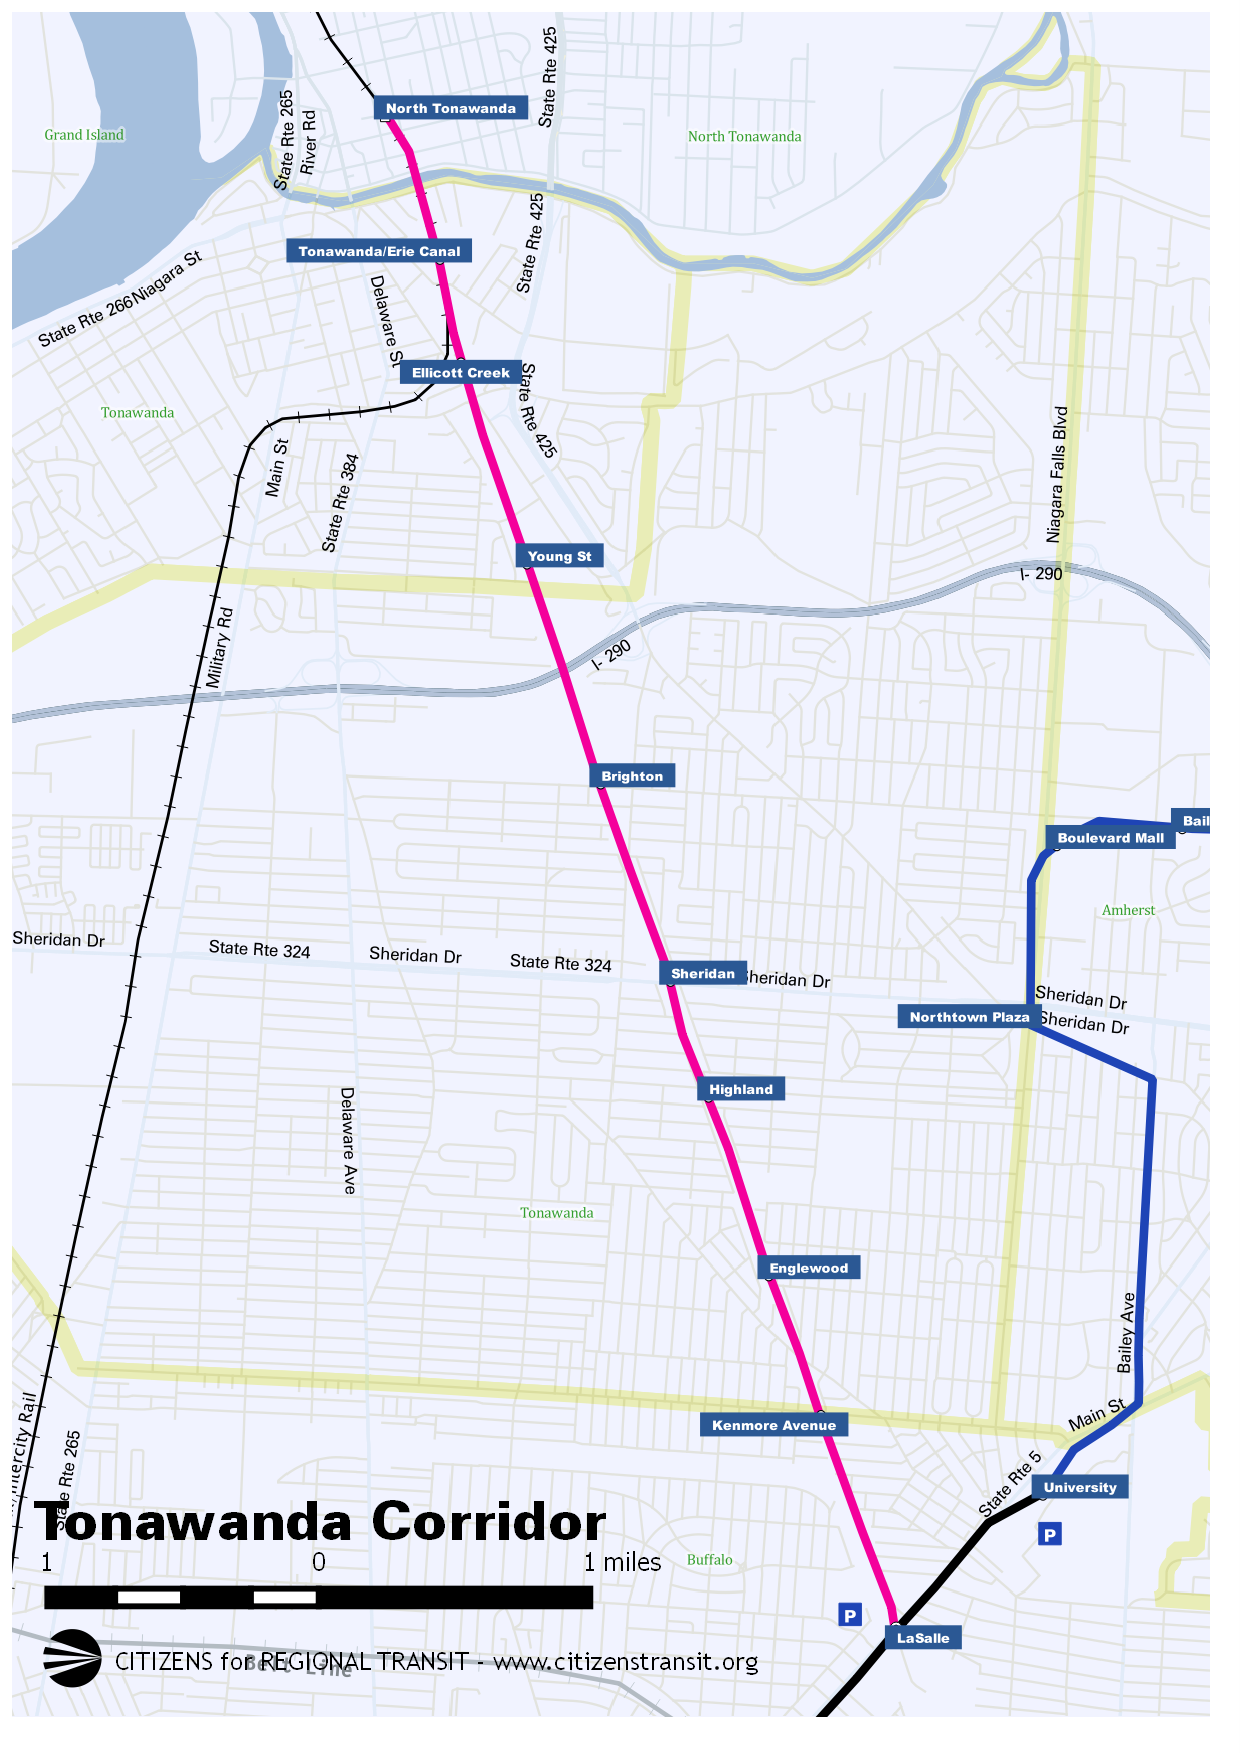 State Rte 425
North Tonawanda
State Rte 265
River Rd
Grand Island
North Tonawanda
State Rte 425
Tonawanda/Erie Canal
State Rte 266
Niagara St
Delaware St
Ellicott Creek
State Rte 425
Tonawanda
Main St
State Rte 384
Niagara Falls Blvd
Young St
I- 290
Military Rd
I- 290
Brighton
Bail
Boulevard Mall
Amherst
Sheridan Dr
State Rte 324
Sheridan Dr
State Rte 324
Sheridan
Sheridan Dr
Sheridan Dr
Northtown Plaza
Sheridan Dr
Highland
Delaware Ave
Tonawanda
Englewood
Bailey Ave
Main St
Kenmore Avenue
/Intercity Rail
State Rte 265
State Rte 5
University
P
Tonawanda Corridor
1 0 1 miles
Buffalo
P
LaSalle
CITIZENS for REGIONAL TRANSIT - www.citizenstransit.org
Belt Line